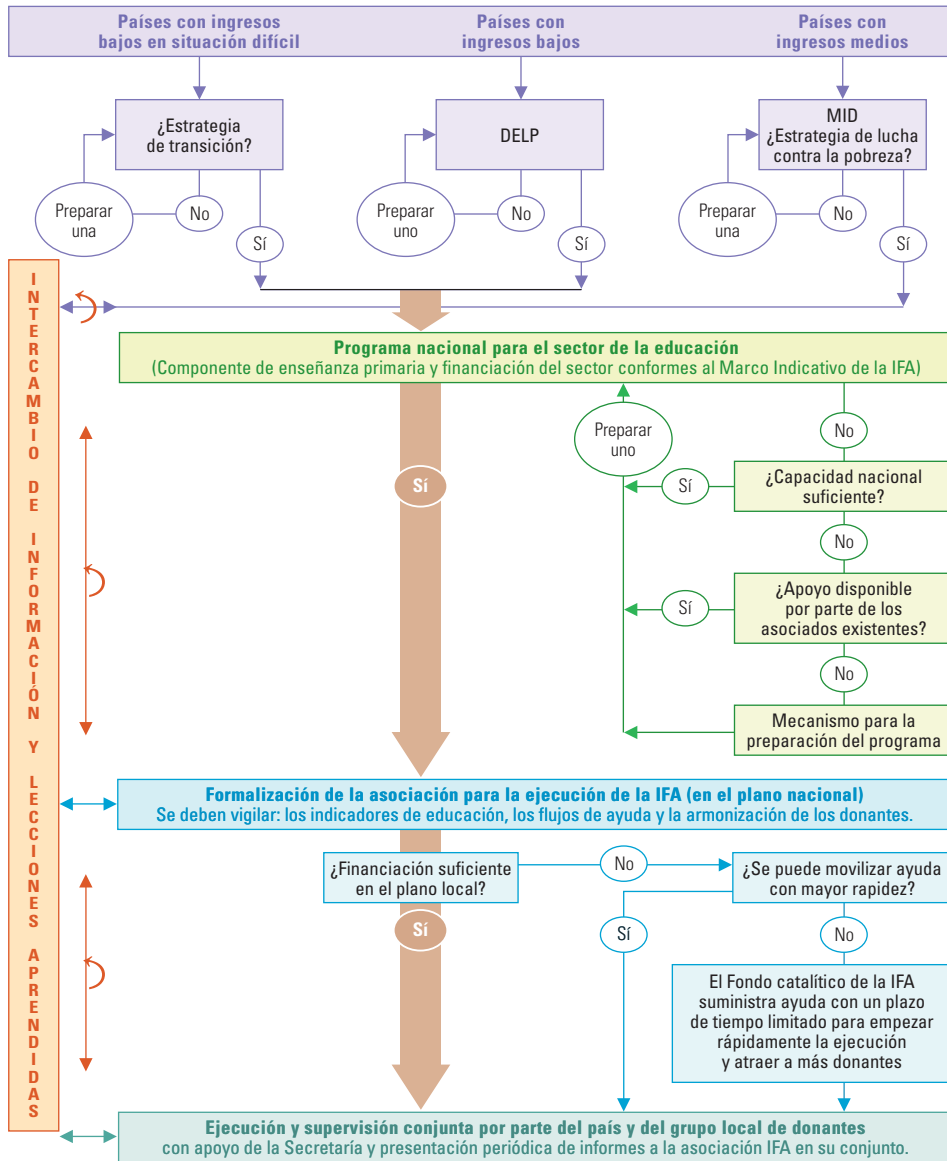 Países con ingresos
bajos en situación difícil
Países con
ingresos bajos
Países con
ingresos medios
¿Estrategia
de transición?
DELP
MID
¿Estrategia de lucha
contra la pobreza?
Preparar
una
No
Sí
Preparar
uno
No
Sí
Preparar
una
No
Sí
INTERCAMBIO DE INFORMACIÓN Y LECCIONES APRENDIDAS
Programa nacional para el sector de la educación
(Componente de enseñanza primaria y financiación del sector conformes al Marco Indicativo de la IFA)
Preparar
uno
No
Sí
Sí
¿Capacidad nacional
suficiente?
No
Sí
¿Apoyo disponible
por parte de los
asociados existentes?
No
Mecanismo para la
preparación del programa
Formalización de la asociación para la ejecución de la IFA (en el plano nacional)
Se deben vigilar: los indicadores de educación, los flujos de ayuda y la armonización de los donantes.
¿Financiación suficiente
en el plano local?
No
¿Se puede movilizar ayuda
con mayor rapidez?
Sí
Sí
No
El Fondo catalítico de la IFA
suministra ayuda con un plazo
de tiempo limitado para empezar
rápidamente la ejecución
y atraer a más donantes
Ejecución y supervisión conjunta por parte del país y del grupo local de donantes
con apoyo de la Secretaría y presentación periódica de informes a la asociación IFA en su conjunto.